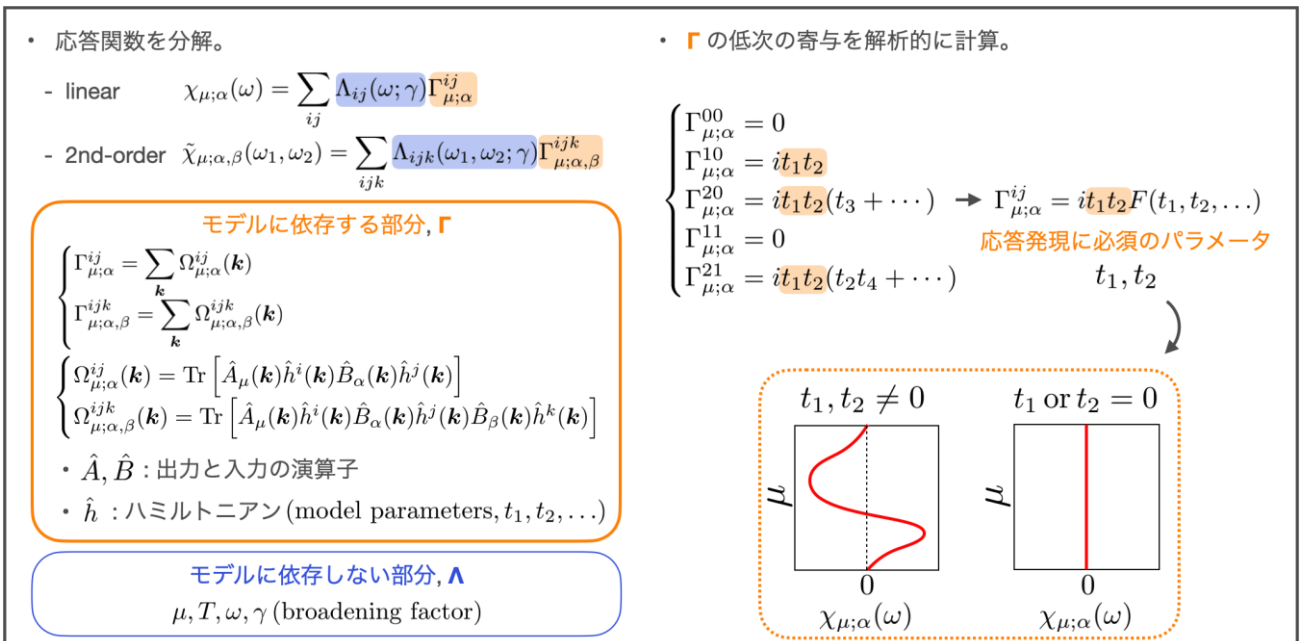 ・ 応答関数を分解。
- linear χ_{μ;α}(ω) = ∑_{ij} Λ_{ij}(ω;γ)Γ^{ij}_{μ;α}
- 2nd-order χ̃_{μ;α,β}(ω₁,ω₂) = ∑_{ijk} Λ_{ijk}(ω₁,ω₂;γ)Γ^{ijk}_{μ;α,β}
モデルに依存する部分, Γ
Γ^{ij}_{μ;α} = ∑_k Ω^{ij}_{μ;α}(k)
Γ^{ijk}_{μ;α,β} = ∑_k Ω^{ijk}_{μ;α,β}(k)
Ω^{ij}_{μ;α}(k) = Tr [Â_μ(k)ĥ^i(k)B̂_α(k)ĥ^j(k)]
Ω^{ijk}_{μ;α,β}(k) = Tr [Â_μ(k)ĥ^i(k)B̂_α(k)ĥ^j(k)B̂_β(k)ĥ^k(k)]
・ Â, B̂ : 出力と入力の演算子
・ ĥ : ハミルトニアン (model parameters, t₁, t₂, ...)
モデルに依存しない部分, Λ
μ, T, ω, γ (broadening factor)
・ Γ の低次の寄与を解析的に計算。
Γ^{00}_{μ;α} = 0
Γ^{10}_{μ;α} = it₁t₂
Γ^{20}_{μ;α} = it₁t₂(t₃ + ⋯) → Γ^{ij}_{μ;α} = it₁t₂F(t₁, t₂, ...)
Γ^{11}_{μ;α} = 0
Γ^{21}_{μ;α} = it₁t₂(t₂t₄ + ⋯)
応答発現に必須のパラメータ
t₁, t₂
t₁, t₂ ≠ 0
μ
0
χ_{μ;α}(ω)
t₁ or t₂ = 0
μ
0
χ_{μ;α}(ω)